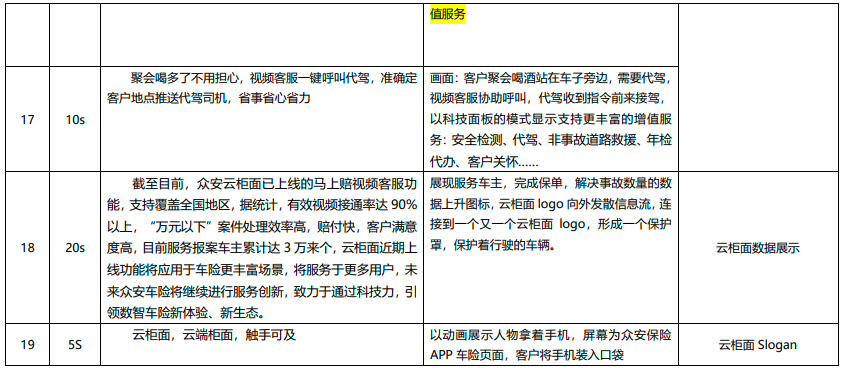 值服务
17
10s
聚会喝多了不用担心，视频客服一键呼叫代驾，准确定
客户地点推送代驾司机，省事省心省力
画面：客户聚会喝酒站在车子旁边，需要代驾，
视频客服协助呼叫，代驾收到指令前来接驾，
以科技面板的模式显示支持更丰富的增值服
务：安全检测、代驾、非事故道路救援、年检
代办、客户关怀……
18
20s
截至目前，众安云柜面已上线的马上赔视频客服功
能，支持覆盖全国地区，据统计，有效视频接通率达 90%
以上，“万元以下”案件处理效率高，赔付快，客户满意
度高，目前服务报案车主累计达 3 万来个，云柜面近期上
线功能将应用于车险更丰富场景，将服务于更多用户，未
来众安车险将继续进行服务创新，致力于通过科技力，引
领数智车险新体验、新生态。
展现服务车主，完成保单，解决事故数量的数
据上升图标，云柜面 logo 向外发散信息流，连
接到一个又一个云柜面 logo，形成一个保护
罩，保护着行驶的车辆。
云柜面数据展示
19
5S
云柜面，云端柜面，触手可及
以动画展示人物拿着手机，屏幕为众安保险
APP 车险页面，客户将手机装入口袋
云柜面 Slogan